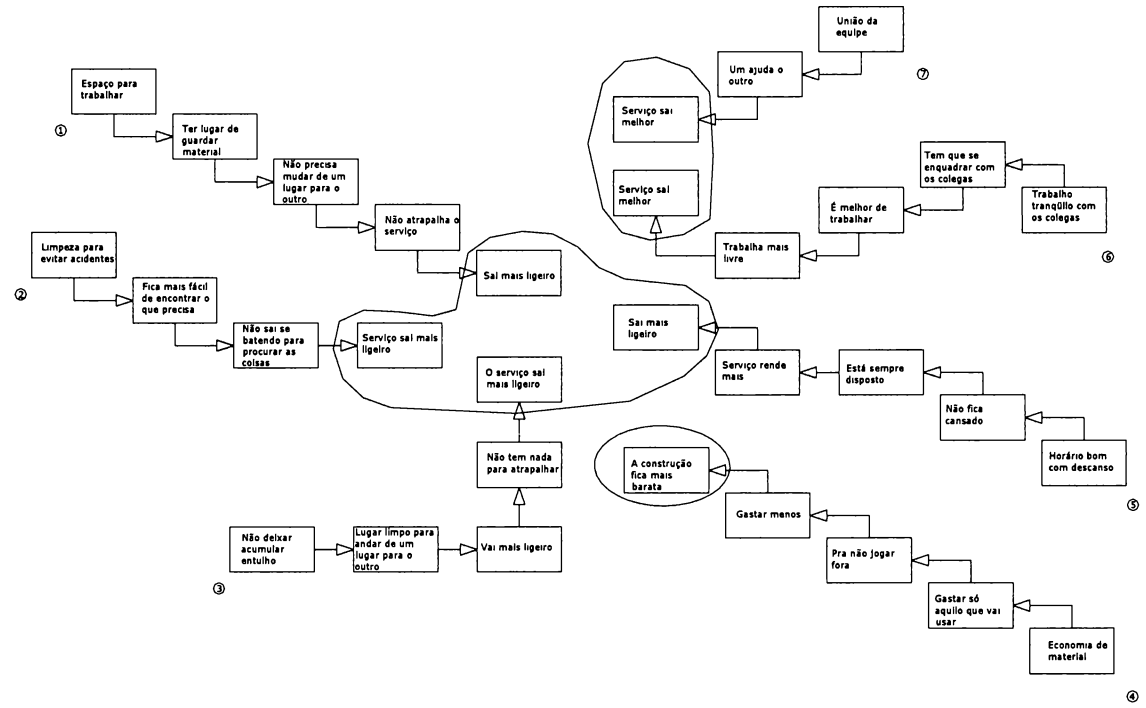 União da
equipe
Um ajuda o
outro
Serviço sai
melhor
⑦
Espaço para
trabalhar
①
Ter lugar de
guardar
material
Não precisa
mudar de um
lugar para o
outro
Não atrapalha o
serviço
Sai mais ligeiro
Limpeza para
evitar acidentes
②
Fica mais fácil
de encontrar o
que precisa
Não sai se
batendo para
procurar as
coisas
Serviço sai mais
ligeiro
O serviço sai
mais ligeiro
Não tem nada
para atrapalhar
Não deixar
acumular
entulho
③
Lugar limpo para
andar de um
lugar para o
outro
Vai mais ligeiro
Serviço sai
melhor
Trabalha mais
livre
É melhor de
trabalhar
Tem que se
enquadrar com
os colegas
Trabalho
tranqüilo com
os colegas
⑥
Sai mais
ligeiro
Serviço rende
mais
Está sempre
disposto
Não fica
cansado
Horário bom
com descanso
⑤
A construção
fica mais
barata
Gastar menos
Pra não jogar
fora
Gastar só
aquilo que vai
usar
Economia de
material
④